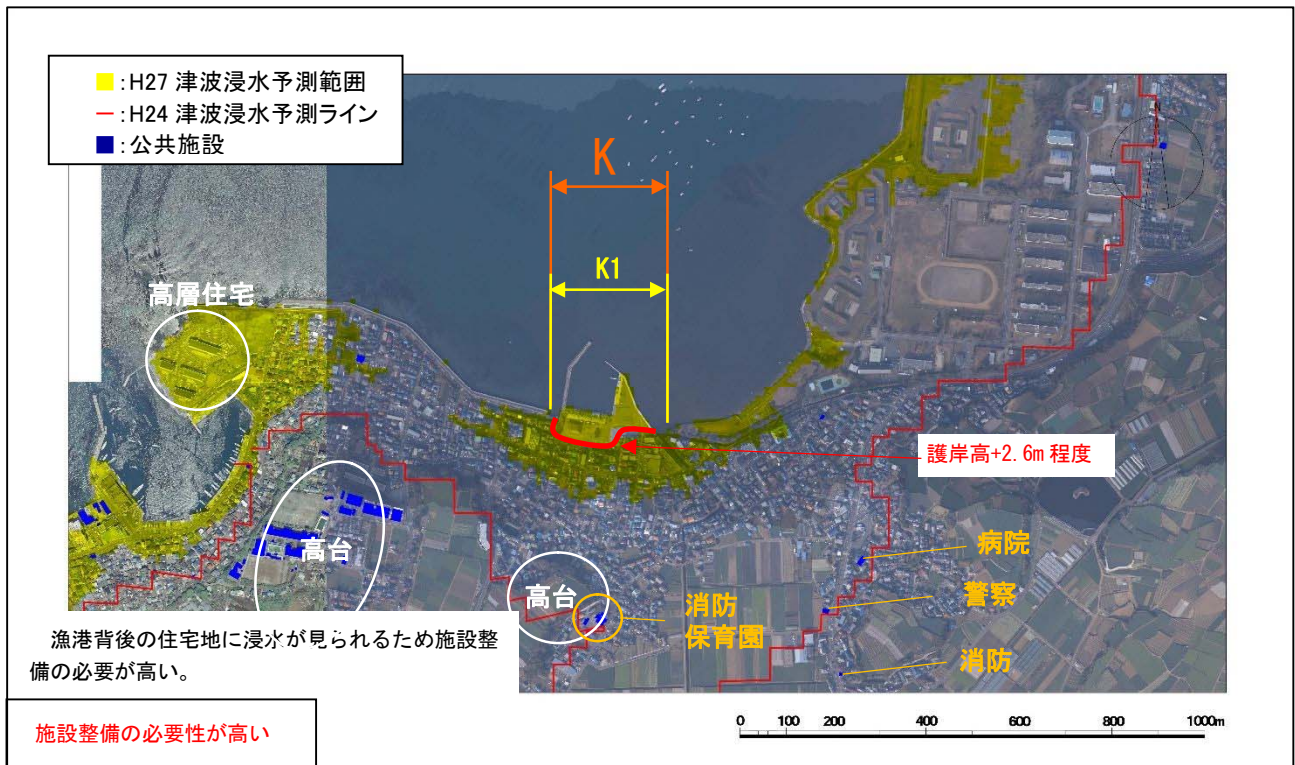 ■:H27 津波浸水予測範囲
―:H24 津波浸水予測ライン
■:公共施設
K
K1
高層住宅
護岸高+2.6m 程度
高台
高台
消防
保育園
病院
警察
消防
漁港背後の住宅地に浸水が見られるため施設整
備の必要が高い。
施設整備の必要性が高い
0 100 200 400 600 800 1000m